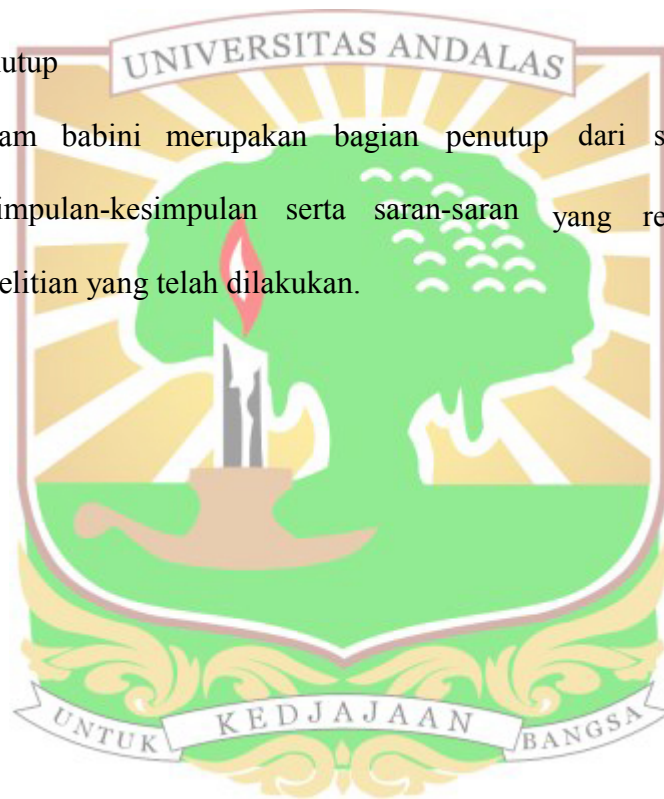 UNIVERSITAS ANDALAS
utup
am babini merupakan bagian penutup dari s
impulan-kesimpulan serta saran-saran yang re
elitian yang telah dilakukan.
UNTUK KEDJAJAAN BANGSA